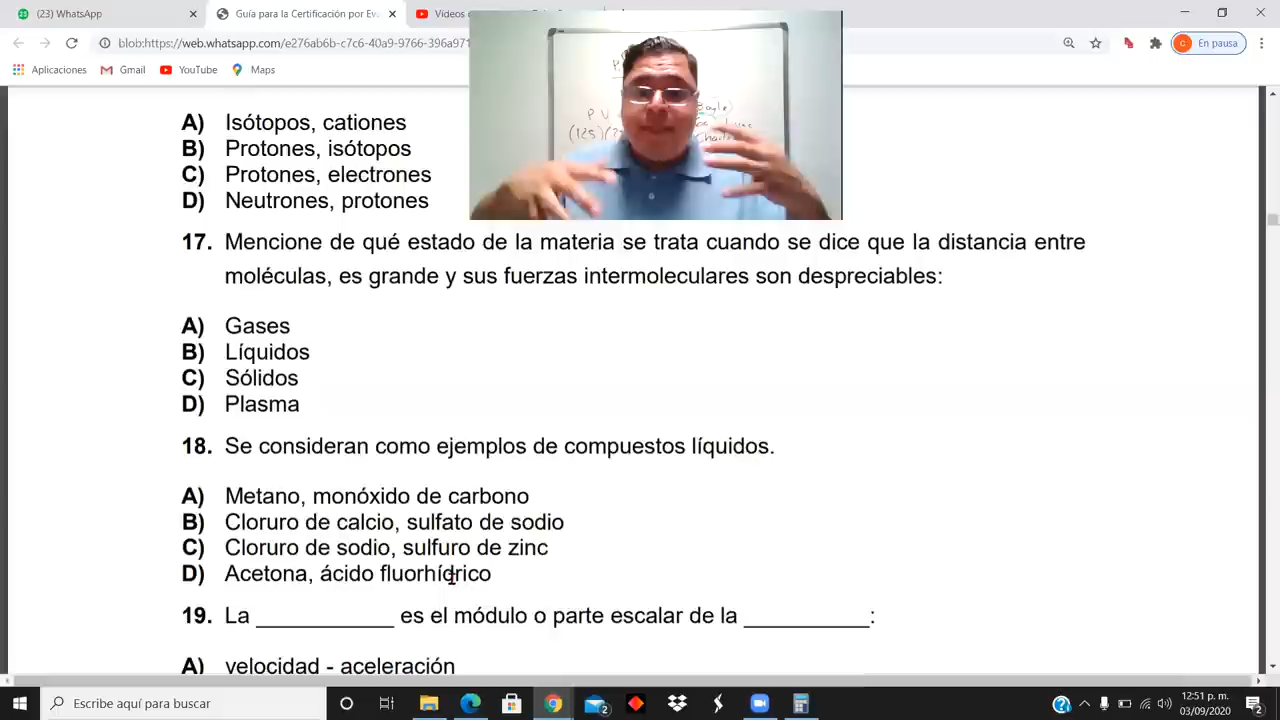 (23) WhatsApp
Guía para la Certificación por Eva
Videos d
blob:https://web.whatsapp.com/e276ab6b-c7c6-40a9-9766-396a971
En pausa
Aplicaciones
Gmail
YouTube
Maps
P V
(125)(
A) Isótopos, cationes
B) Protones, isótopos
C) Protones, electrones
D) Neutrones, protones
17. Mencione de qué estado de la materia se trata cuando se dice que la distancia entre
moléculas, es grande y sus fuerzas intermoleculares son despreciables:
A) Gases
B) Líquidos
C) Sólidos
D) Plasma
18. Se consideran como ejemplos de compuestos líquidos.
A) Metano, monóxido de carbono
B) Cloruro de calcio, sulfato de sodio
C) Cloruro de sodio, sulfuro de zinc
D) Acetona, ácido fluorhídrico
19. La ___________ es el módulo o parte escalar de la __________:
A) velocidad - aceleración
Escribe aquí para buscar
2
12:51 p. m.
03/09/2020
2